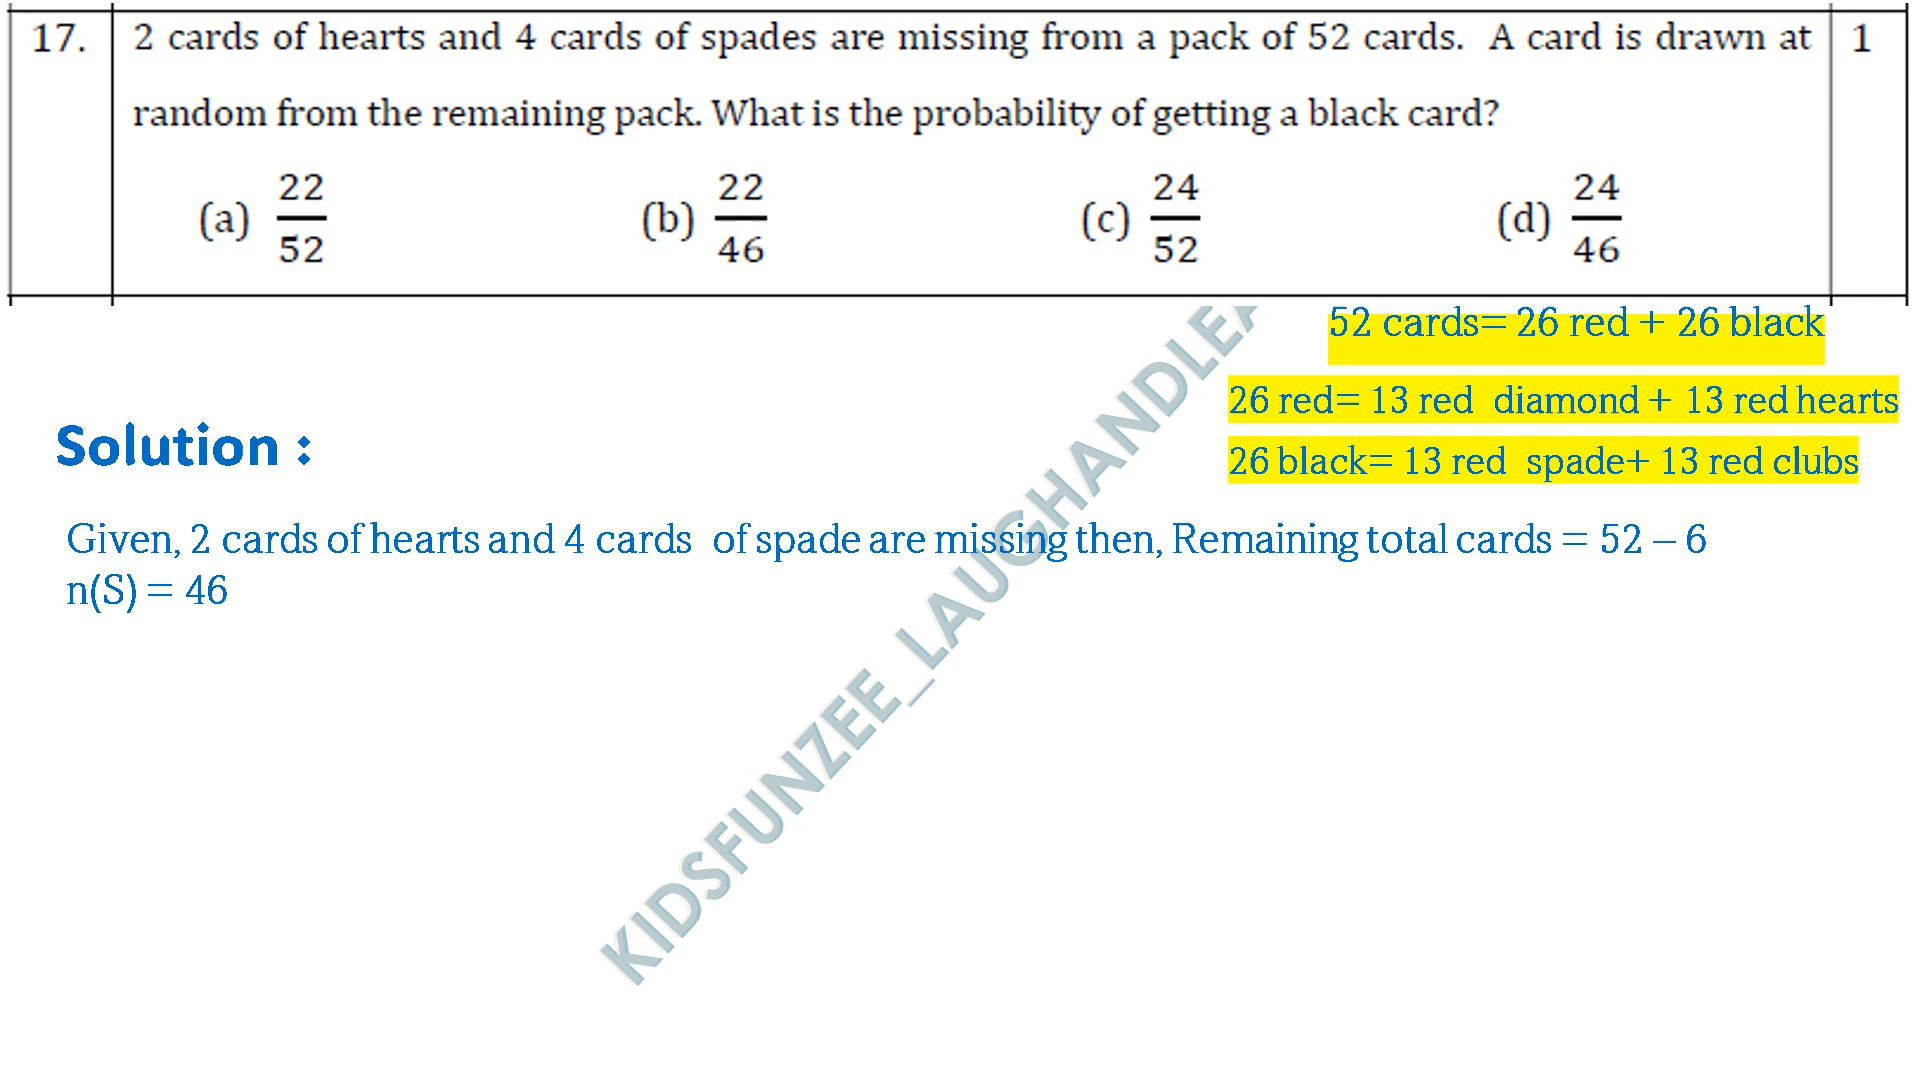 17. 2 cards of hearts and 4 cards of spades are missing from a pack of 52 cards. A card is drawn at 1
random from the remaining pack. What is the probability of getting a black card?
(a) 22/52 (b) 22/46 (c) 24/52 (d) 24/46
52 cards= 26 red + 26 black
26 red= 13 red diamond + 13 red hearts
Solution :
26 black= 13 red spade+ 13 red clubs
Given, 2 cards of hearts and 4 cards of spade are missing then, Remaining total cards = 52 – 6
n(S) = 46